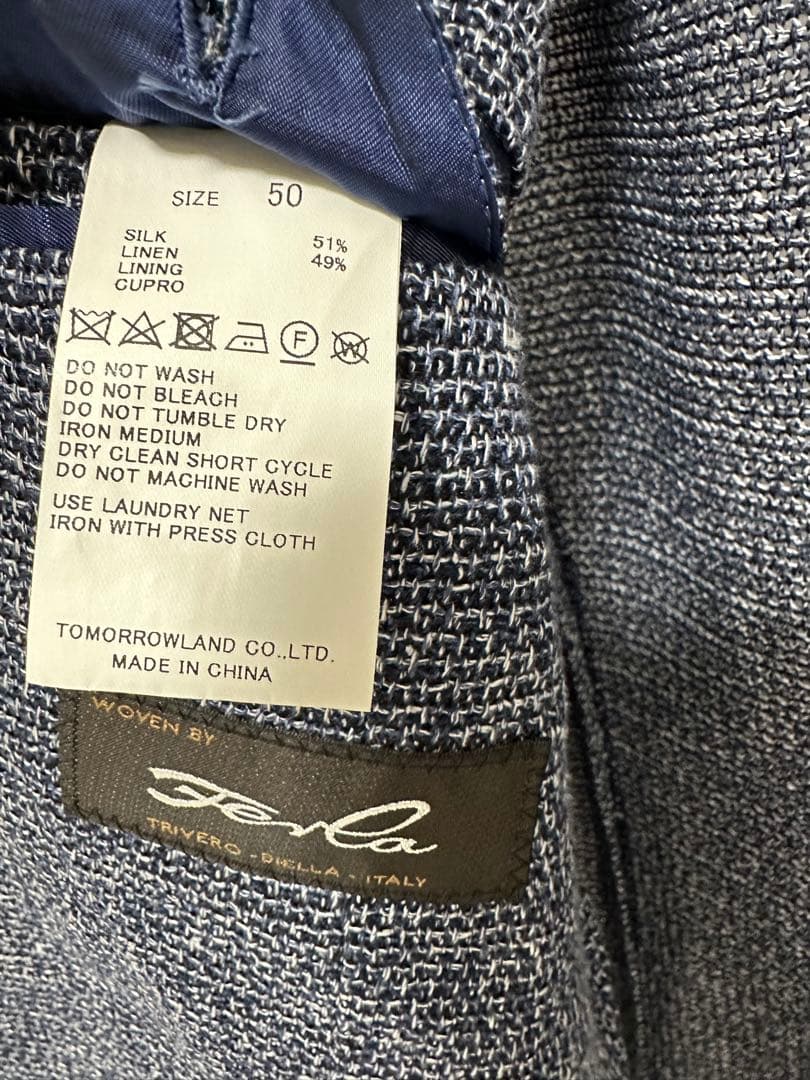 SIZE 50
SILK 51%
LINEN 49%
LINING
CUPRO
F W
DO NOT WASH
DO NOT BLEACH
DO NOT TUMBLE DRY
IRON MEDIUM
DRY CLEAN SHORT CYCLE
DO NOT MACHINE WASH
USE LAUNDRY NET
IRON WITH PRESS CLOTH
TOMORROWLAND CO.,LTD.
MADE IN CHINA
WOVEN BY
Ferla
TRIVERO - BIELLA - ITALY